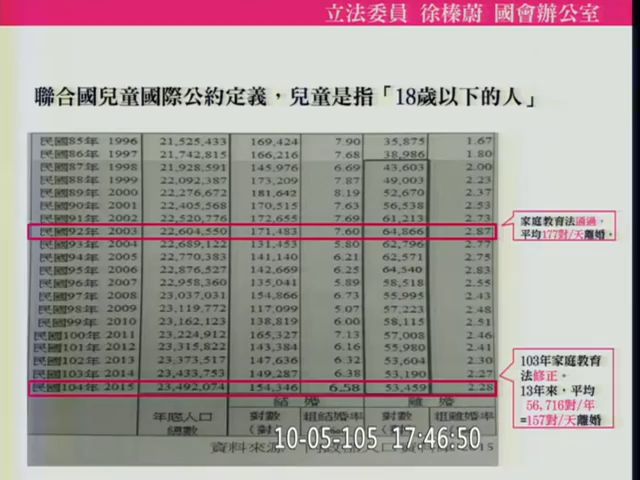 立法委員 徐榛蔚 國會辦公室
聯合國兒童國際公約定義，兒童是指「18歲以下的人」
民國85年 1996 21,525,433 169,424 7.90 35,875 1.67
民國86年 1997 21,742,815 166,216 7.68 38,986 1.80
民國87年 1998 21,928,591 145,976 6.69 43,603 2.00
民國88年 1999 22,092,387 173,209 7.87 49,003 2.23
民國89年 2000 22,276,672 181,642 8.19 52,670 2.37
民國90年 2001 22,405,568 170,515 7.63 56,538 2.53
民國91年 2002 22,520,776 172,655 7.69 61,213 2.73
民國92年 2003 22,604,550 171,483 7.60 64,866 2.87
民國93年 2004 22,689,122 131,453 5.80 62,796 2.77
民國94年 2005 22,770,383 141,140 6.21 62,571 2.75
民國95年 2006 22,876,527 142,669 6.25 64,540 2.83
民國96年 2007 22,958,360 135,041 5.89 58,518 2.55
民國97年 2008 23,037,031 154,866 6.73 55,995 2.43
民國98年 2009 23,119,772 117,099 5.07 57,223 2.48
民國99年 2010 23,162,123 138,819 6.00 58,115 2.51
民國100年 2011 23,224,912 165,327 7.13 57,008 2.46
民國101年 2012 23,315,822 143,384 6.16 55,980 2.41
民國102年 2013 23,373,517 147,636 6.32 53,604 2.30
民國103年 2014 23,433,753 149,287 6.38 53,190 2.27
民國104年 2015 23,492,074 154,346 6.58 53,459 2.28
結 婚 離 婚
年底人口 對數 粗結婚率 對數 粗離婚率
總數
資料來源
家庭教育法通過，
平均177對/天離婚。
103年家庭教育
法修正。
13年來，平均
56,716對/年
=157對/天離婚
10-05-105 17:46:50